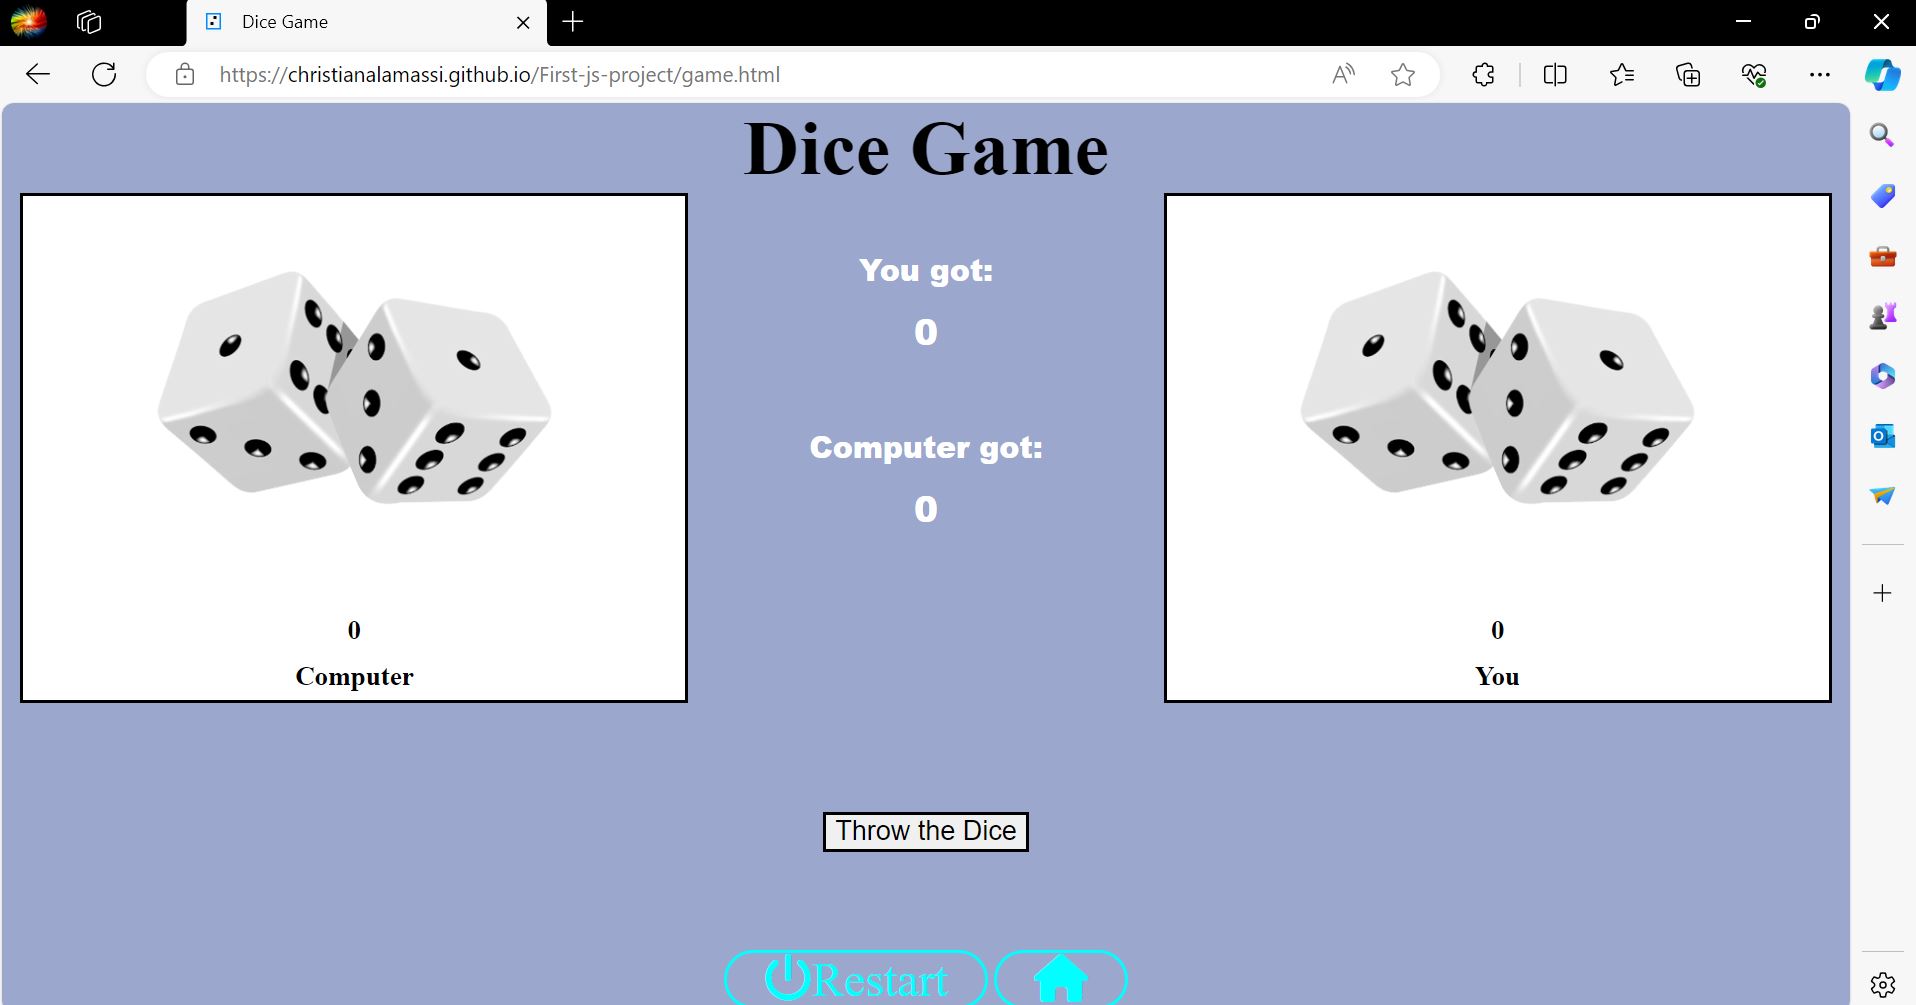 Dice Game
https://christianalamassi.github.io/First-js-project/game.html
Dice Game
0
Computer
You got:
0
Computer got:
0
0
You
Throw the Dice
Restart